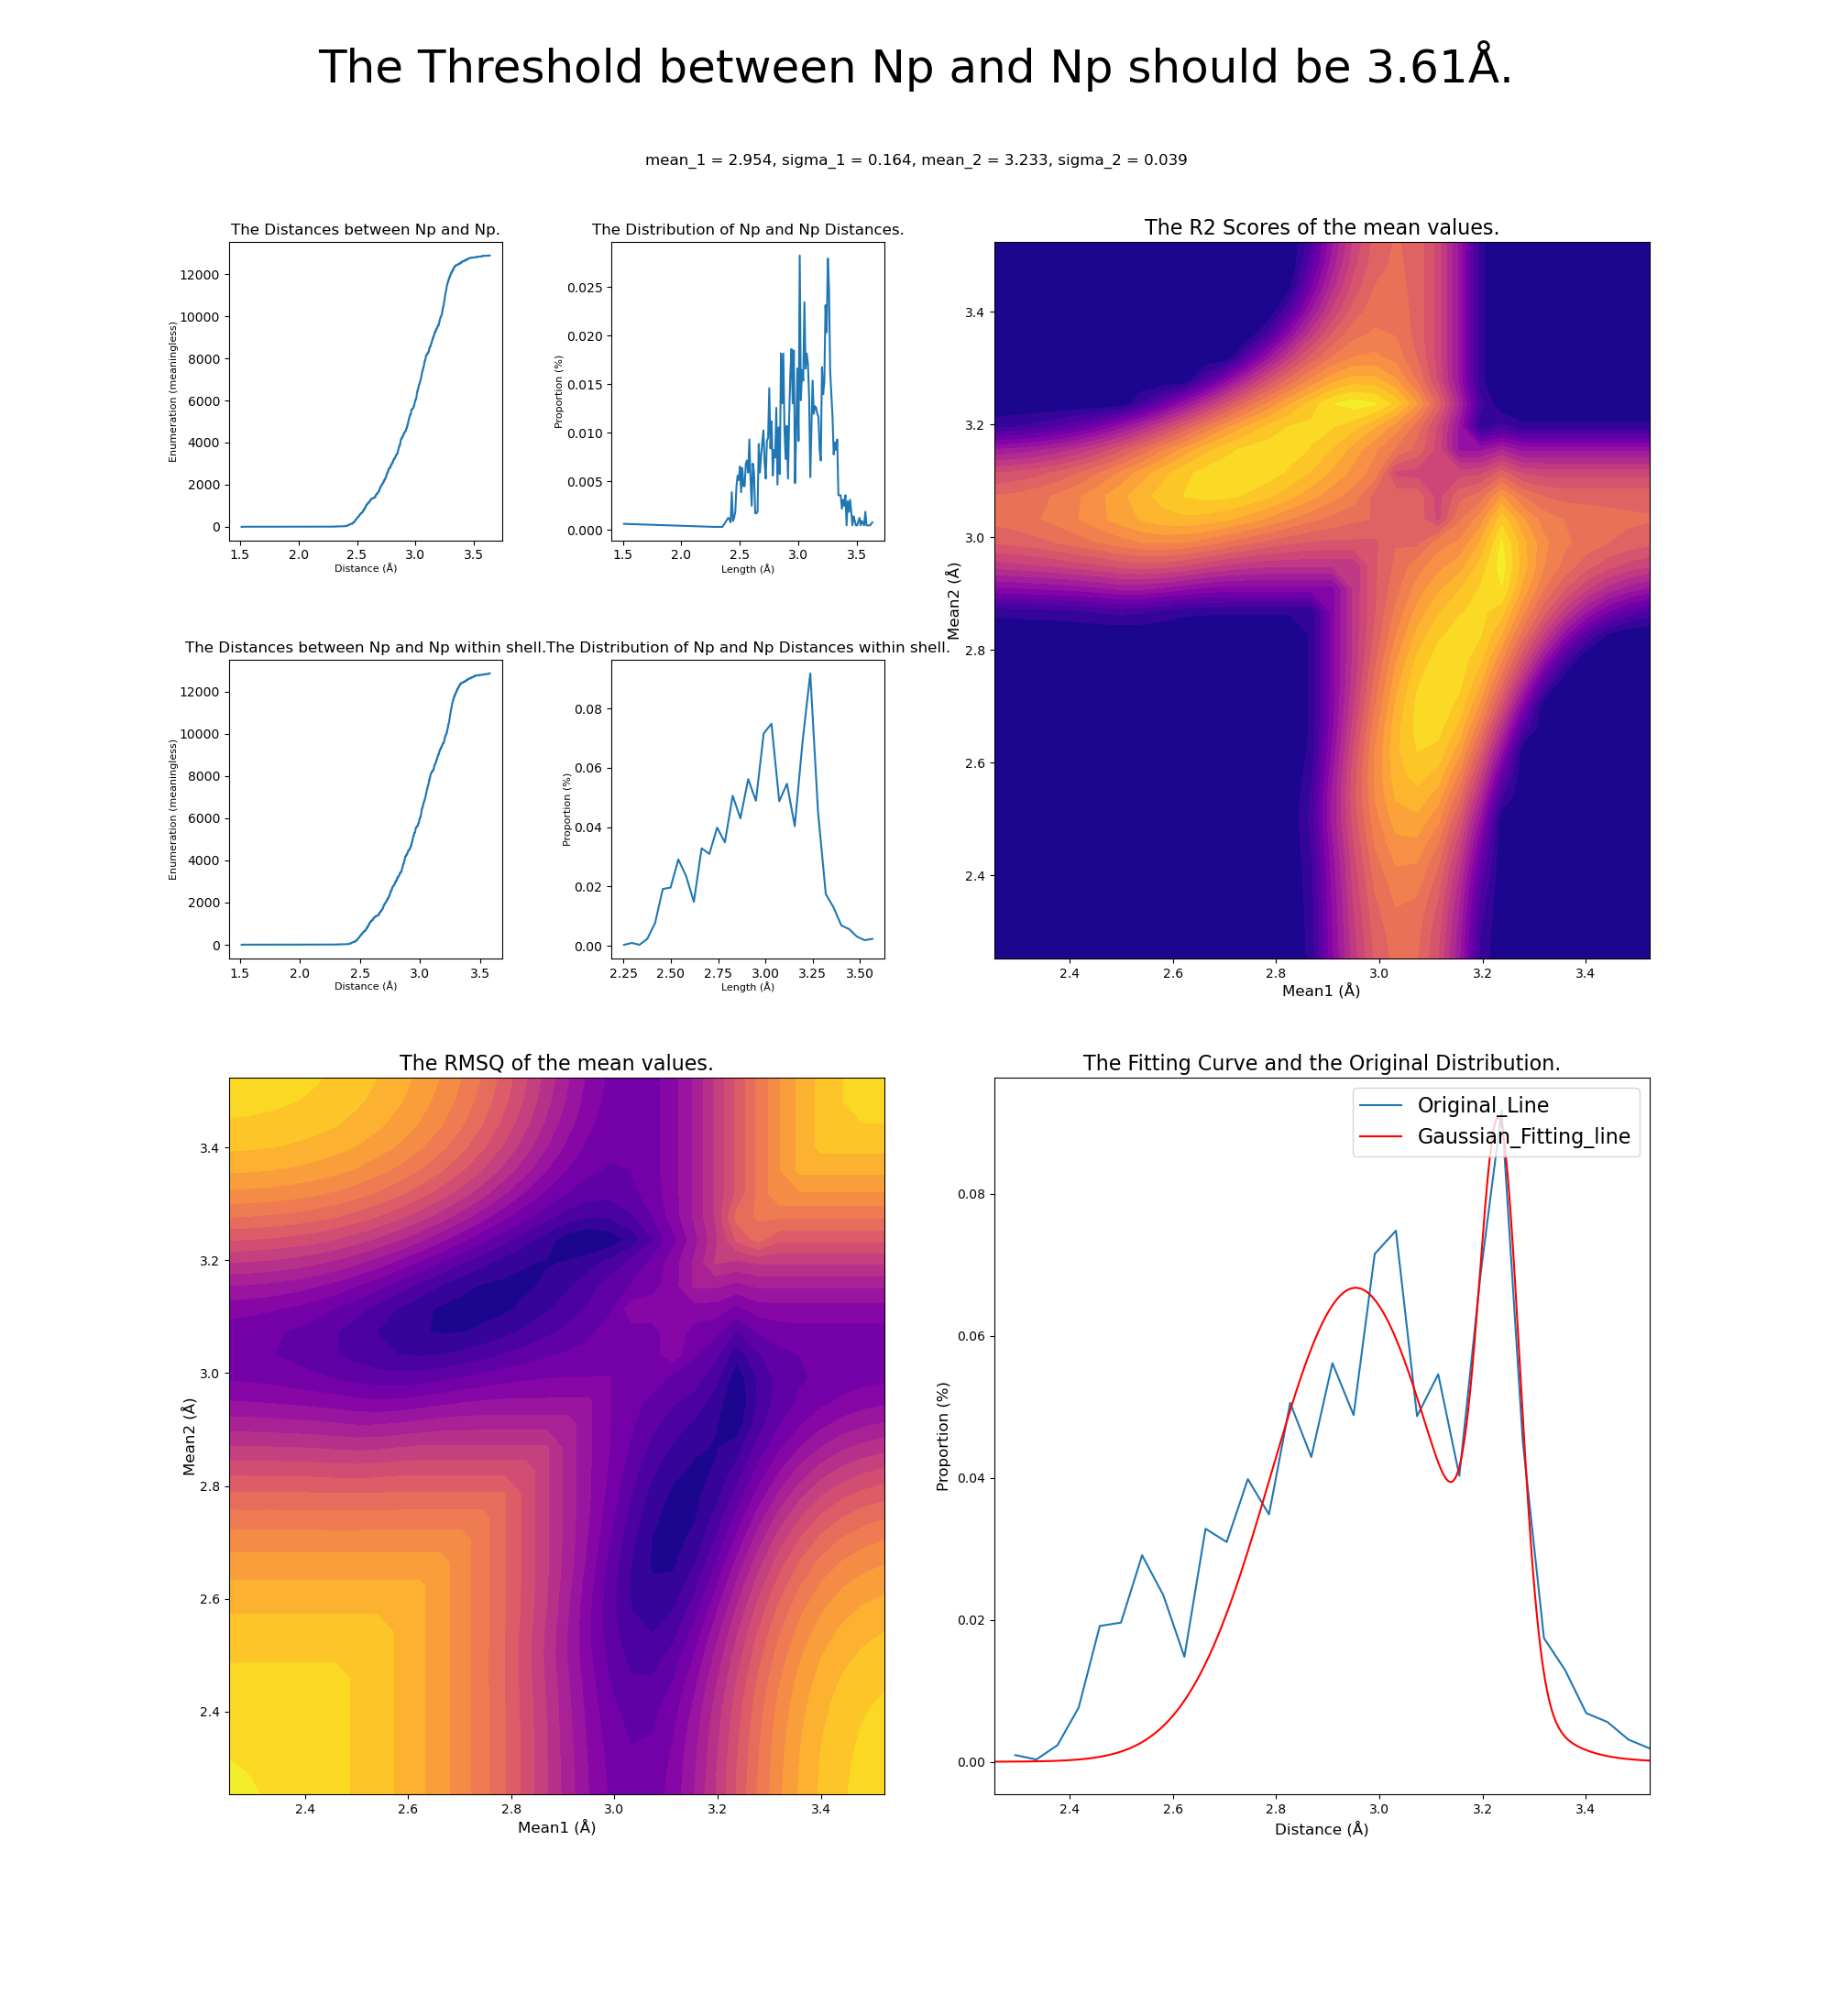 The Threshold between Np and Np should be 3.61Å.
mean_1 = 2.954, sigma_1 = 0.164, mean_2 = 3.233, sigma_2 = 0.039
The Distances between Np and Np.
Enumeration (meaningless)
12000
10000
8000
6000
4000
2000
0
1.5 2.0 2.5 3.0 3.5
Distance (Å)
The Distribution of Np and Np Distances.
Proportion (%)
0.025
0.020
0.015
0.010
0.005
0.000
1.5 2.0 2.5 3.0 3.5
Length (Å)
The R2 Scores of the mean values.
Mean2 (Å)
3.4
3.2
3.0
2.8
2.6
2.4
2.4 2.6 2.8 3.0 3.2 3.4
Mean1 (Å)
The Distances between Np and Np within shell.
Enumeration (meaningless)
12000
10000
8000
6000
4000
2000
0
1.5 2.0 2.5 3.0 3.5
Distance (Å)
The Distribution of Np and Np Distances within shell.
Proportion (%)
0.08
0.06
0.04
0.02
0.00
2.25 2.50 2.75 3.00 3.25 3.50
Length (Å)
The RMSQ of the mean values.
Mean2 (Å)
3.4
3.2
3.0
2.8
2.6
2.4
2.4 2.6 2.8 3.0 3.2 3.4
Mean1 (Å)
The Fitting Curve and the Original Distribution.
Original_Line
Gaussian_Fitting_line
Proportion (%)
0.08
0.06
0.04
0.02
0.00
2.4 2.6 2.8 3.0 3.2 3.4
Distance (Å)